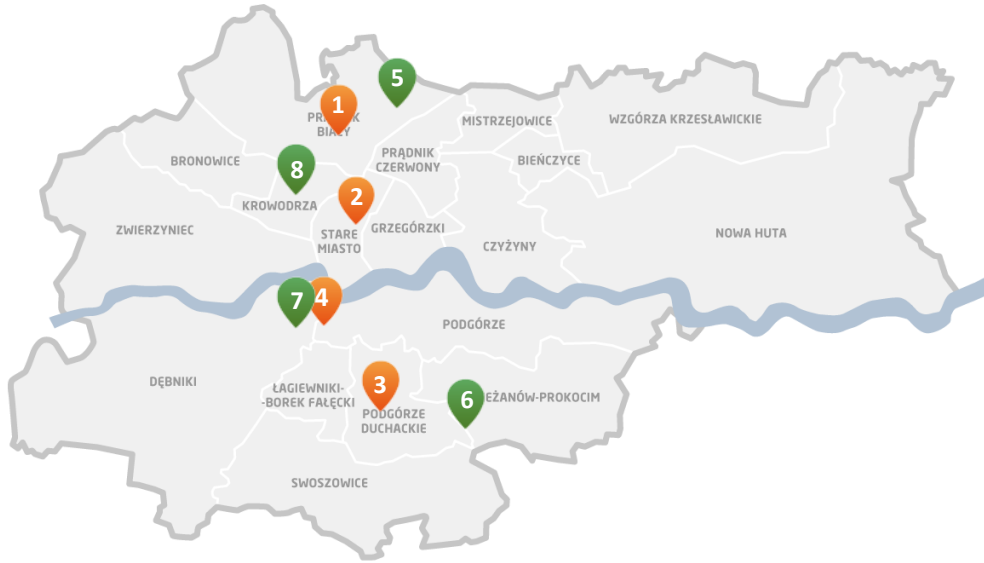 5
1
PRĄDNIK
BIAŁY
MISTRZEJOWICE
WZGÓRZA KRZESŁAWICKIE
BRONOWICE
PRĄDNIK
CZERWONY
BIEŃCZYCE
8
KROWODRZA
2
ZWIERZYNIEC
STARE
MIASTO
GRZEGÓRZKI
CZYŻYNY
NOWA HUTA
7
4
PODGÓRZE
DĘBNIKI
ŁAGIEWNIKI-
-BOREK FAŁĘCKI
3
PODGÓRZE
DUCHACKIE
6
EŻANÓW-PROKOCIM
SWOSZOWICE